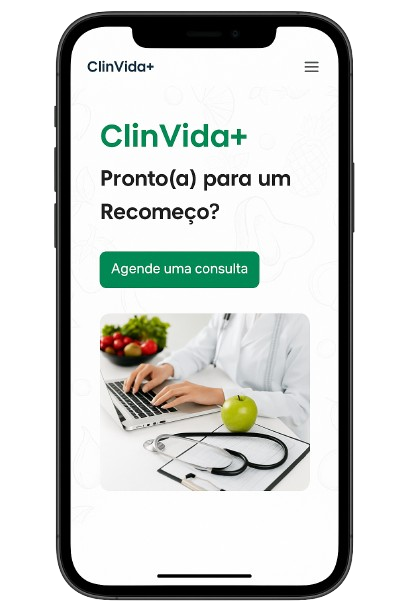 ClinVida+
ClinVida+
Pronto(a) para um
Recomeço?
Agende uma consulta